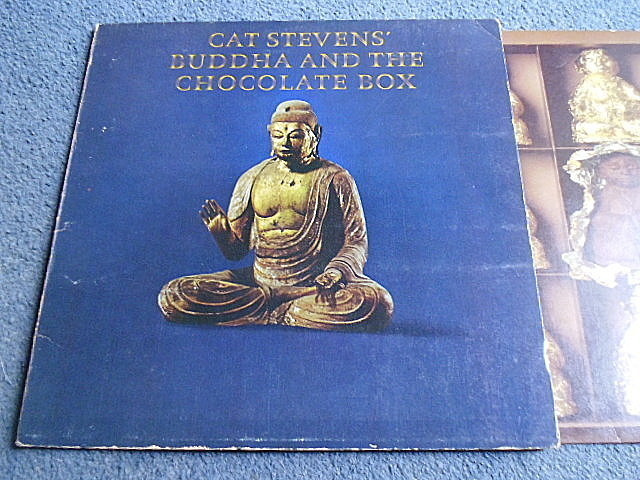 CAT STEVENS'
BUDDHA AND THE
CHOCOLATE BOX